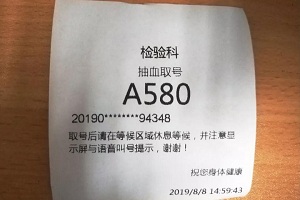 检验科
抽血取号
A580
20190********94348
取号后请在等候区域休息等候，并注意显
示屏与语音叫号提示，谢谢！
祝您身体健康
2019/8/8 14:59:43